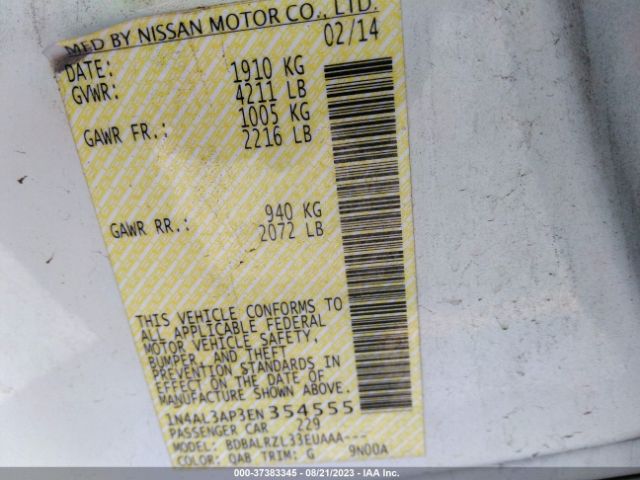 MFD BY NISSAN MOTOR CO., LTD.
DATE: 02/14
GVWR: 1910 KG
4211 LB
GAWR FR.: 1005 KG
2216 LB
GAWR RR.: 940 KG
2072 LB
THIS VEHICLE CONFORMS TO
ALL APPLICABLE FEDERAL
MOTOR VEHICLE SAFETY,
BUMPER, AND THEFT
PREVENTION STANDARDS IN
EFFECT ON THE DATE OF
MANUFACTURE SHOWN ABOVE.
1N4AL3AP3EN354555
PASSENGER CAR 229
MODEL: BDBALRZL33EUAAA---
COLOR: QAB TRIM: G 9N00A
000-37383345 - 08/21/2023 - IAA Inc.